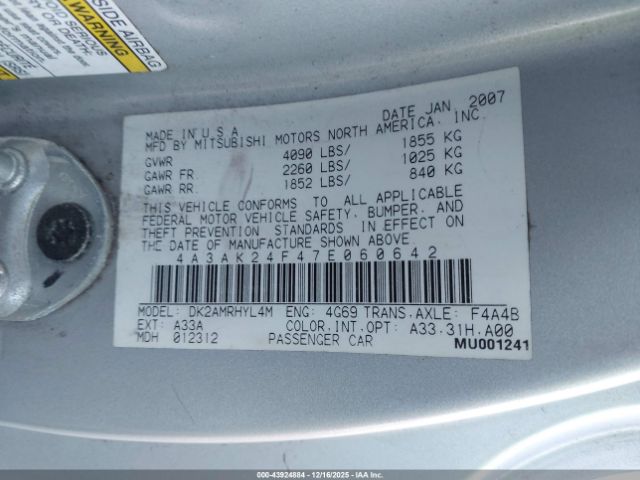 SIDE AIRBAG
AVOID SERIOUS
OR DEATH
DATE JAN, 2007
MADE IN U.S.A
MFD BY MITSUBISHI MOTORS NORTH AMERICA, INC.
GVWR 4090 LBS/ 1855 KG
GAWR FR. 2260 LBS/ 1025 KG
GAWR RR. 1852 LBS/ 840 KG
THIS VEHICLE CONFORMS TO ALL APPLICABLE
FEDERAL MOTOR VEHICLE SAFETY, BUMPER, AND
THEFT PREVENTION STANDARDS IN EFFECT ON
THE DATE OF MANUFACTURE SHOWN ABOVE.
4A3AK24F47E060642
MODEL: DK2AMRHYL4M ENG: 4G69 TRANS.AXLE: F4A4B
EXT: A33A COLOR.INT.OPT: A33.31H.A00
MDH 012312 PASSENGER CAR
MU001241
000-43924884 - 12/16/2025 - IAA Inc.